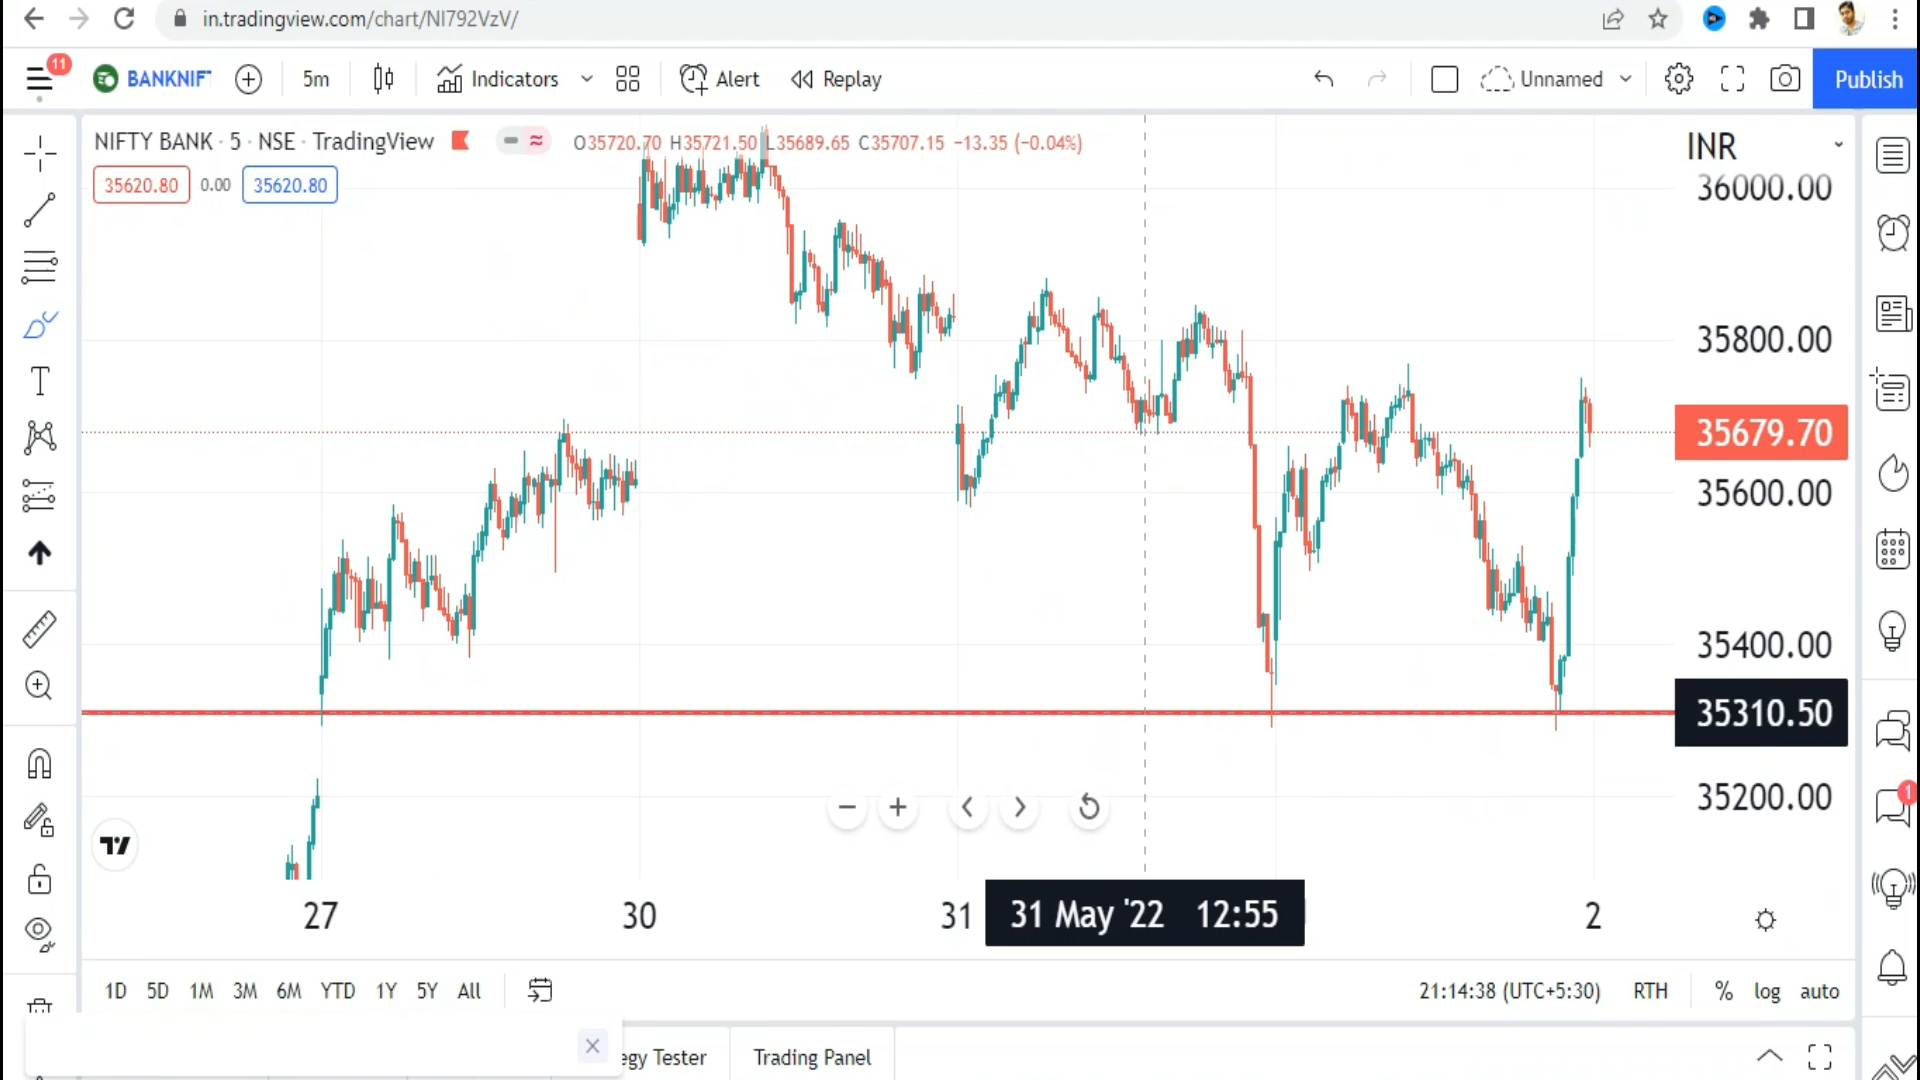 in.tradingview.com/chart/NI792VzV/
11
BANKNIFT 5m Indicators Alert Replay Unnamed Publish
NIFTY BANK · 5 · NSE · TradingView O35720.70 H35721.50 L35689.65 C35707.15 −13.35 (−0.04%)
INR
35620.80 0.00 35620.80
36000.00
35800.00
35679.70
35600.00
35400.00
35310.50
35200.00
1
27 30 31 31 May '22 12:55 2
1D 5D 1M 3M 6M YTD 1Y 5Y All 21:14:38 (UTC+5:30) RTH % log auto
egy Tester Trading Panel